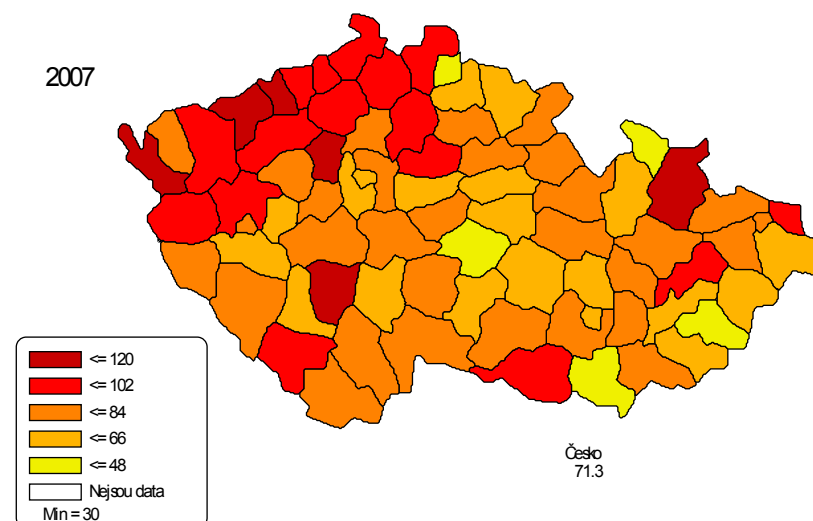 2007
<= 120
<= 102
<= 84
<= 66
<= 48
Nejsou data
Min = 30
Česko
71.3